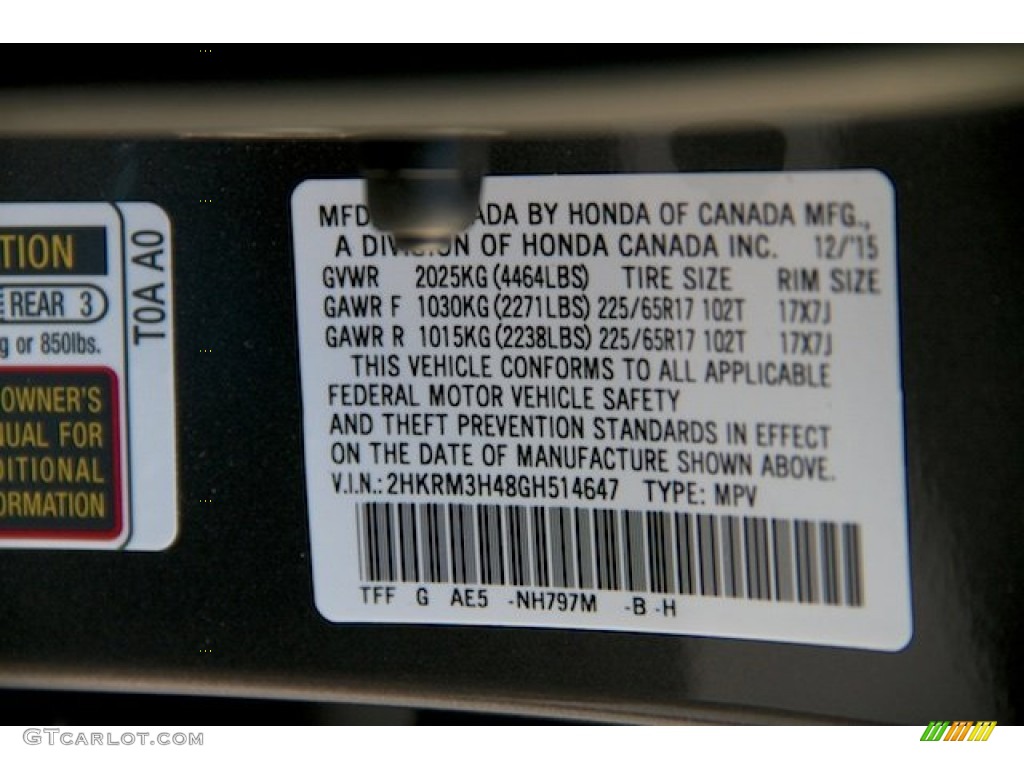 TION
REAR 3
g or 850lbs.
OWNER'S
UAL FOR
DITIONAL
ORMATION
T0A A0
MFD ADA BY HONDA OF CANADA MFG.,
A DIVISION OF HONDA CANADA INC. 12/'15
GVWR 2025KG (4464LBS) TIRE SIZE RIM SIZE
GAWR F 1030KG (2271LBS) 225/65R17 102T 17X7J
GAWR R 1015KG (2238LBS) 225/65R17 102T 17X7J
THIS VEHICLE CONFORMS TO ALL APPLICABLE
FEDERAL MOTOR VEHICLE SAFETY
AND THEFT PREVENTION STANDARDS IN EFFECT
ON THE DATE OF MANUFACTURE SHOWN ABOVE.
V.I.N.: 2HKRM3H48GH514647 TYPE: MPV
TFF G AE5 -NH797M -B -H
GTCarlot.com